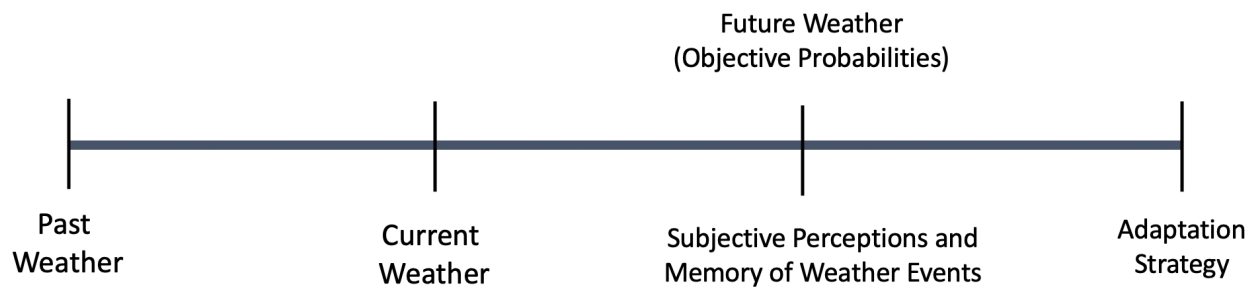 Future Weather
(Objective Probabilities)
Past
Weather
Current
Weather
Subjective Perceptions and
Memory of Weather Events
Adaptation
Strategy